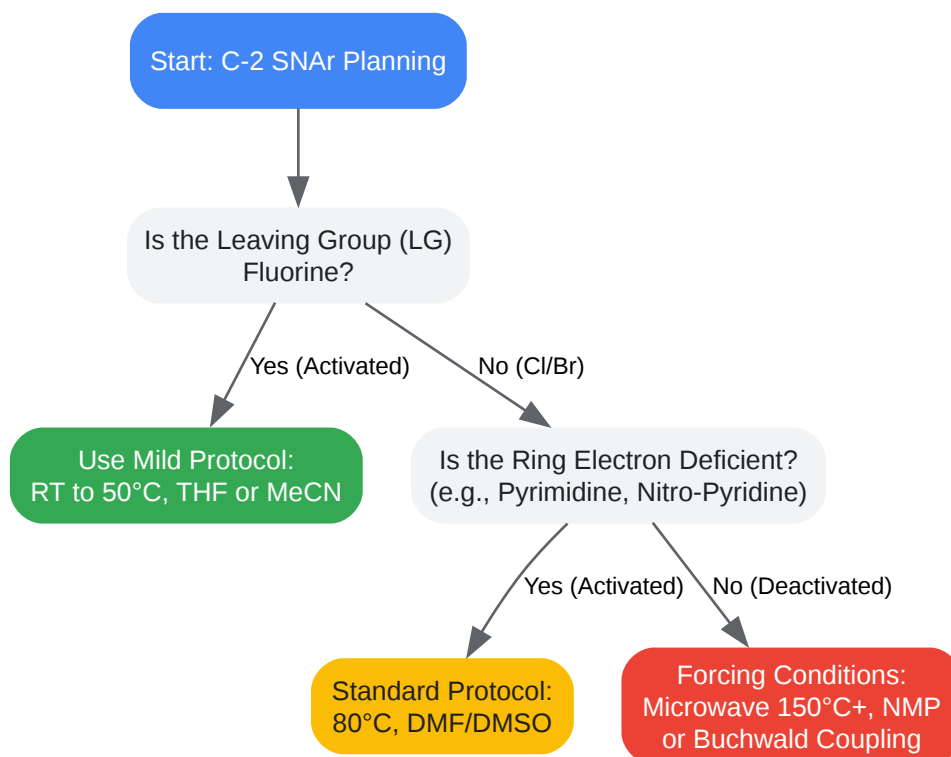 Start: C-2 SNAr Planning
Is the Leaving Group (LG)
Fluorine?
Yes (Activated)
No (Cl/Br)
Use Mild Protocol:
RT to 50°C, THF or MeCN
Is the Ring Electron Deficient?
(e.g., Pyrimidine, Nitro-Pyridine)
Yes (Activated)
No (Deactivated)
Standard Protocol:
80°C, DMF/DMSO
Forcing Conditions:
Microwave 150°C+, NMP
or Buchwald Coupling